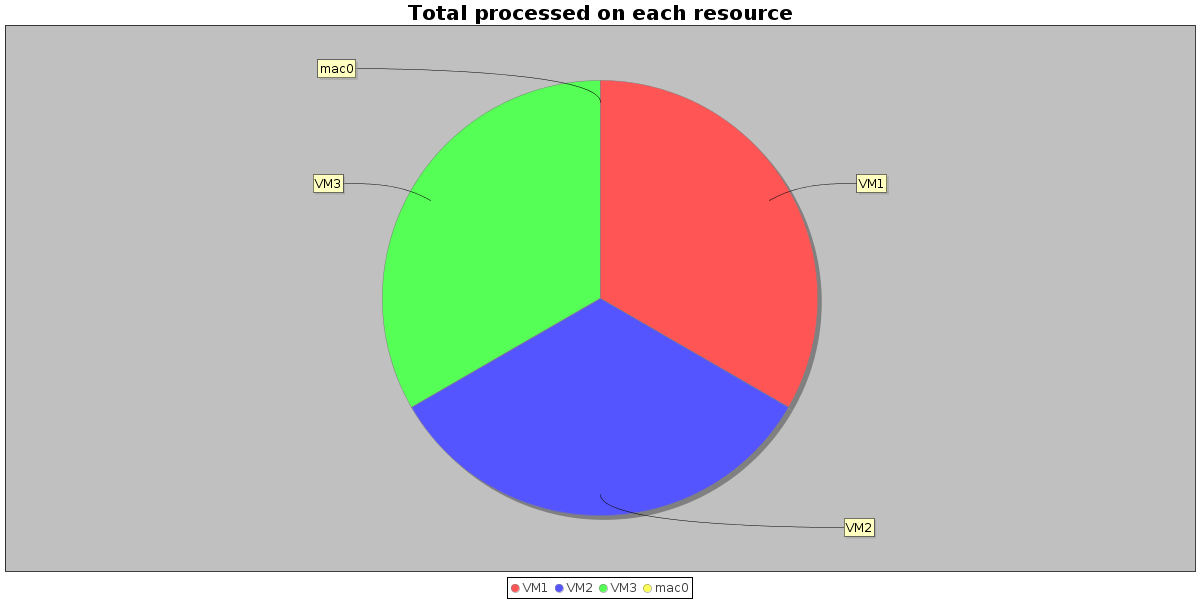 Total processed on each resource
mac0
VM3
VM1
VM2
VM1 VM2 VM3 mac0